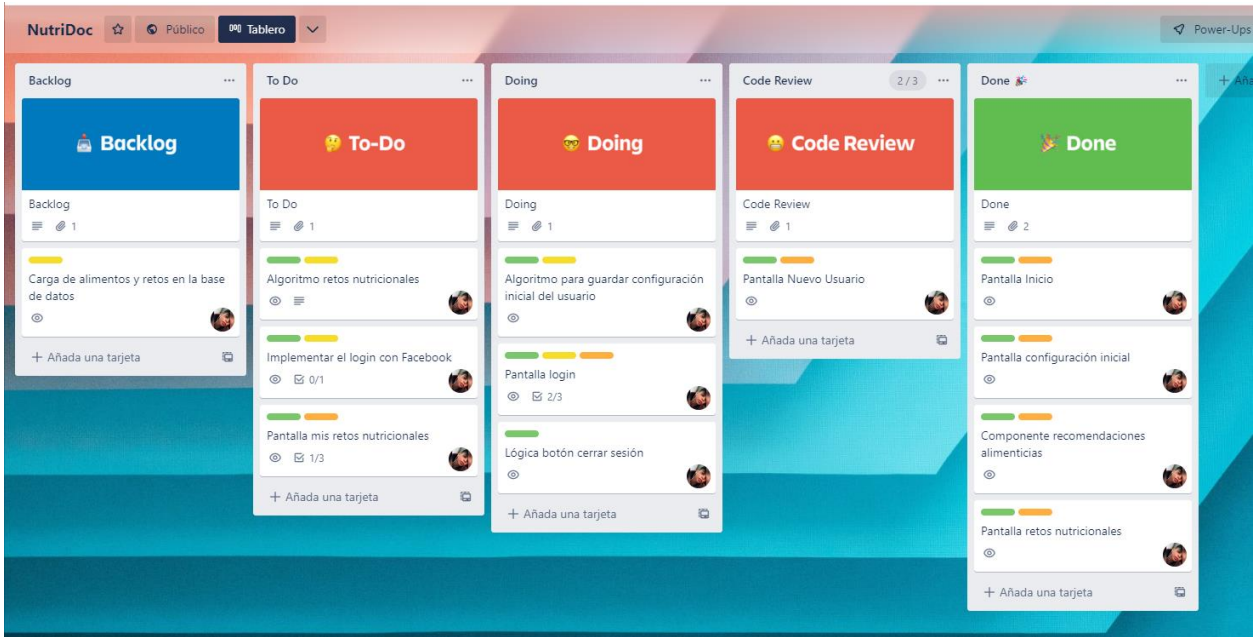 NutriDoc
Público
Tablero
Power-Ups
Backlog
Backlog
Backlog
1
Carga de alimentos y retos en la base
de datos
+ Añada una tarjeta
To Do
To-Do
To Do
1
Algoritmo retos nutricionales
Implementar el login con Facebook
0/1
Pantalla mis retos nutricionales
1/3
+ Añada una tarjeta
Doing
Doing
Doing
1
Algoritmo para guardar configuración
inicial del usuario
Pantalla login
2/3
Lógica botón cerrar sesión
+ Añada una tarjeta
Code Review
2 / 3
Code Review
Code Review
1
Pantalla Nuevo Usuario
+ Añada una tarjeta
Done
Done
Done
2
Pantalla Inicio
Pantalla configuración inicial
Componente recomendaciones
alimenticias
Pantalla retos nutricionales
+ Añada una tarjeta
+ Aña